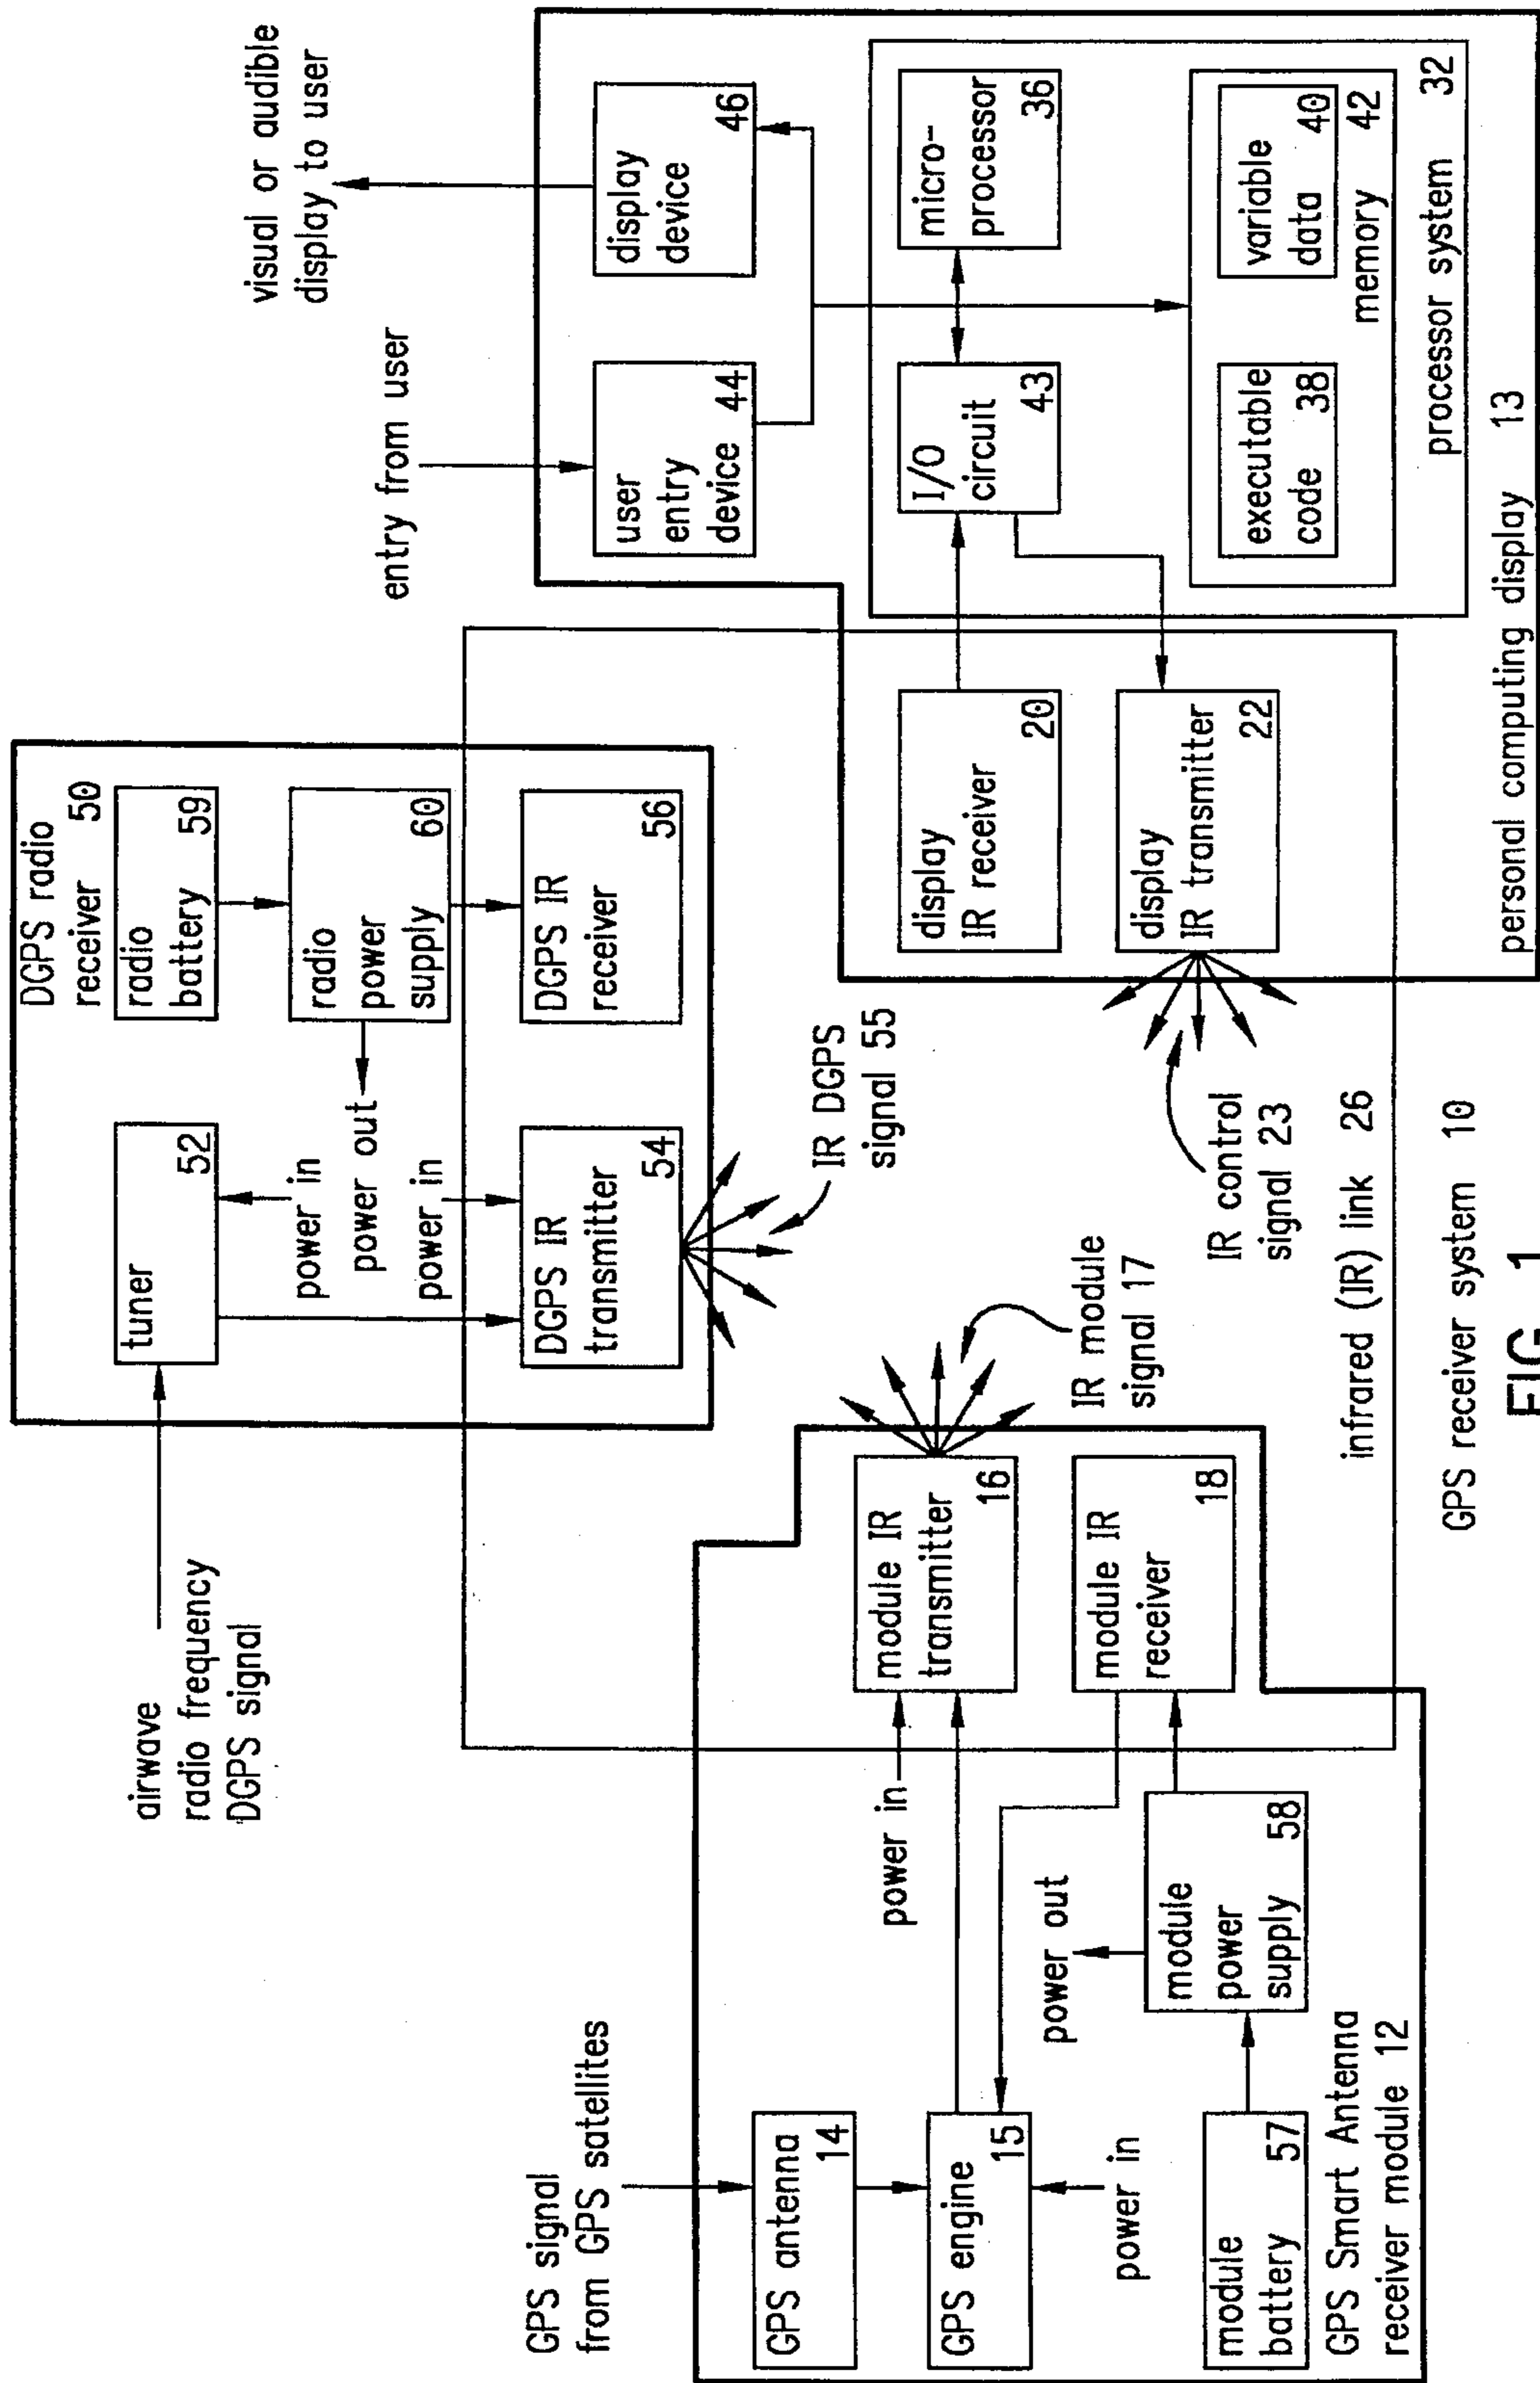 airwave
radio frequency
DGPS signal
DGPS radio
receiver 50
tuner
52
radio
battery 59
power in
power out
radio
power
supply 60
power in
DGPS IR
transmitter
54
DGPS IR
receiver
56
IR DGPS
signal 55
visual or audible
display to user
entry from user
user
entry
device 44
display
device
46
GPS signal
from GPS satellites
GPS antenna
14
GPS engine
15
power in
module
battery 57
GPS Smart Antenna
receiver module 12
power in
power out
module
power
supply 58
module IR
transmitter
16
module IR
receiver
18
IR module
signal 17
IR control
signal 23
infrared (IR) link 26
display
IR receiver
20
display
IR transmitter
22
I/O
circuit
43
micro-
processor
36
executable
code 38
variable
data 40
memory 42
processor system 32
personal computing display 13
GPS receiver system 10
FIG. 1